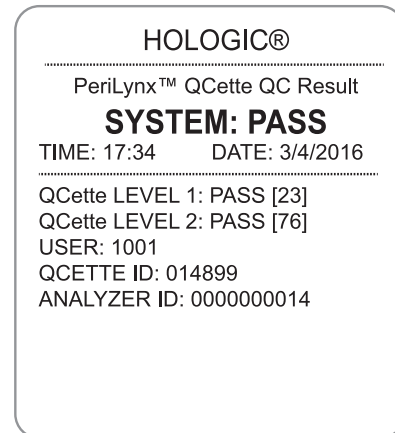 HOLOGIC®
PeriLynx™ QCette QC Result
SYSTEM: PASS
TIME: 17:34 DATE: 3/4/2016
QCette LEVEL 1: PASS [23]
QCette LEVEL 2: PASS [76]
USER: 1001
QCETTE ID: 014899
ANALYZER ID: 0000000014